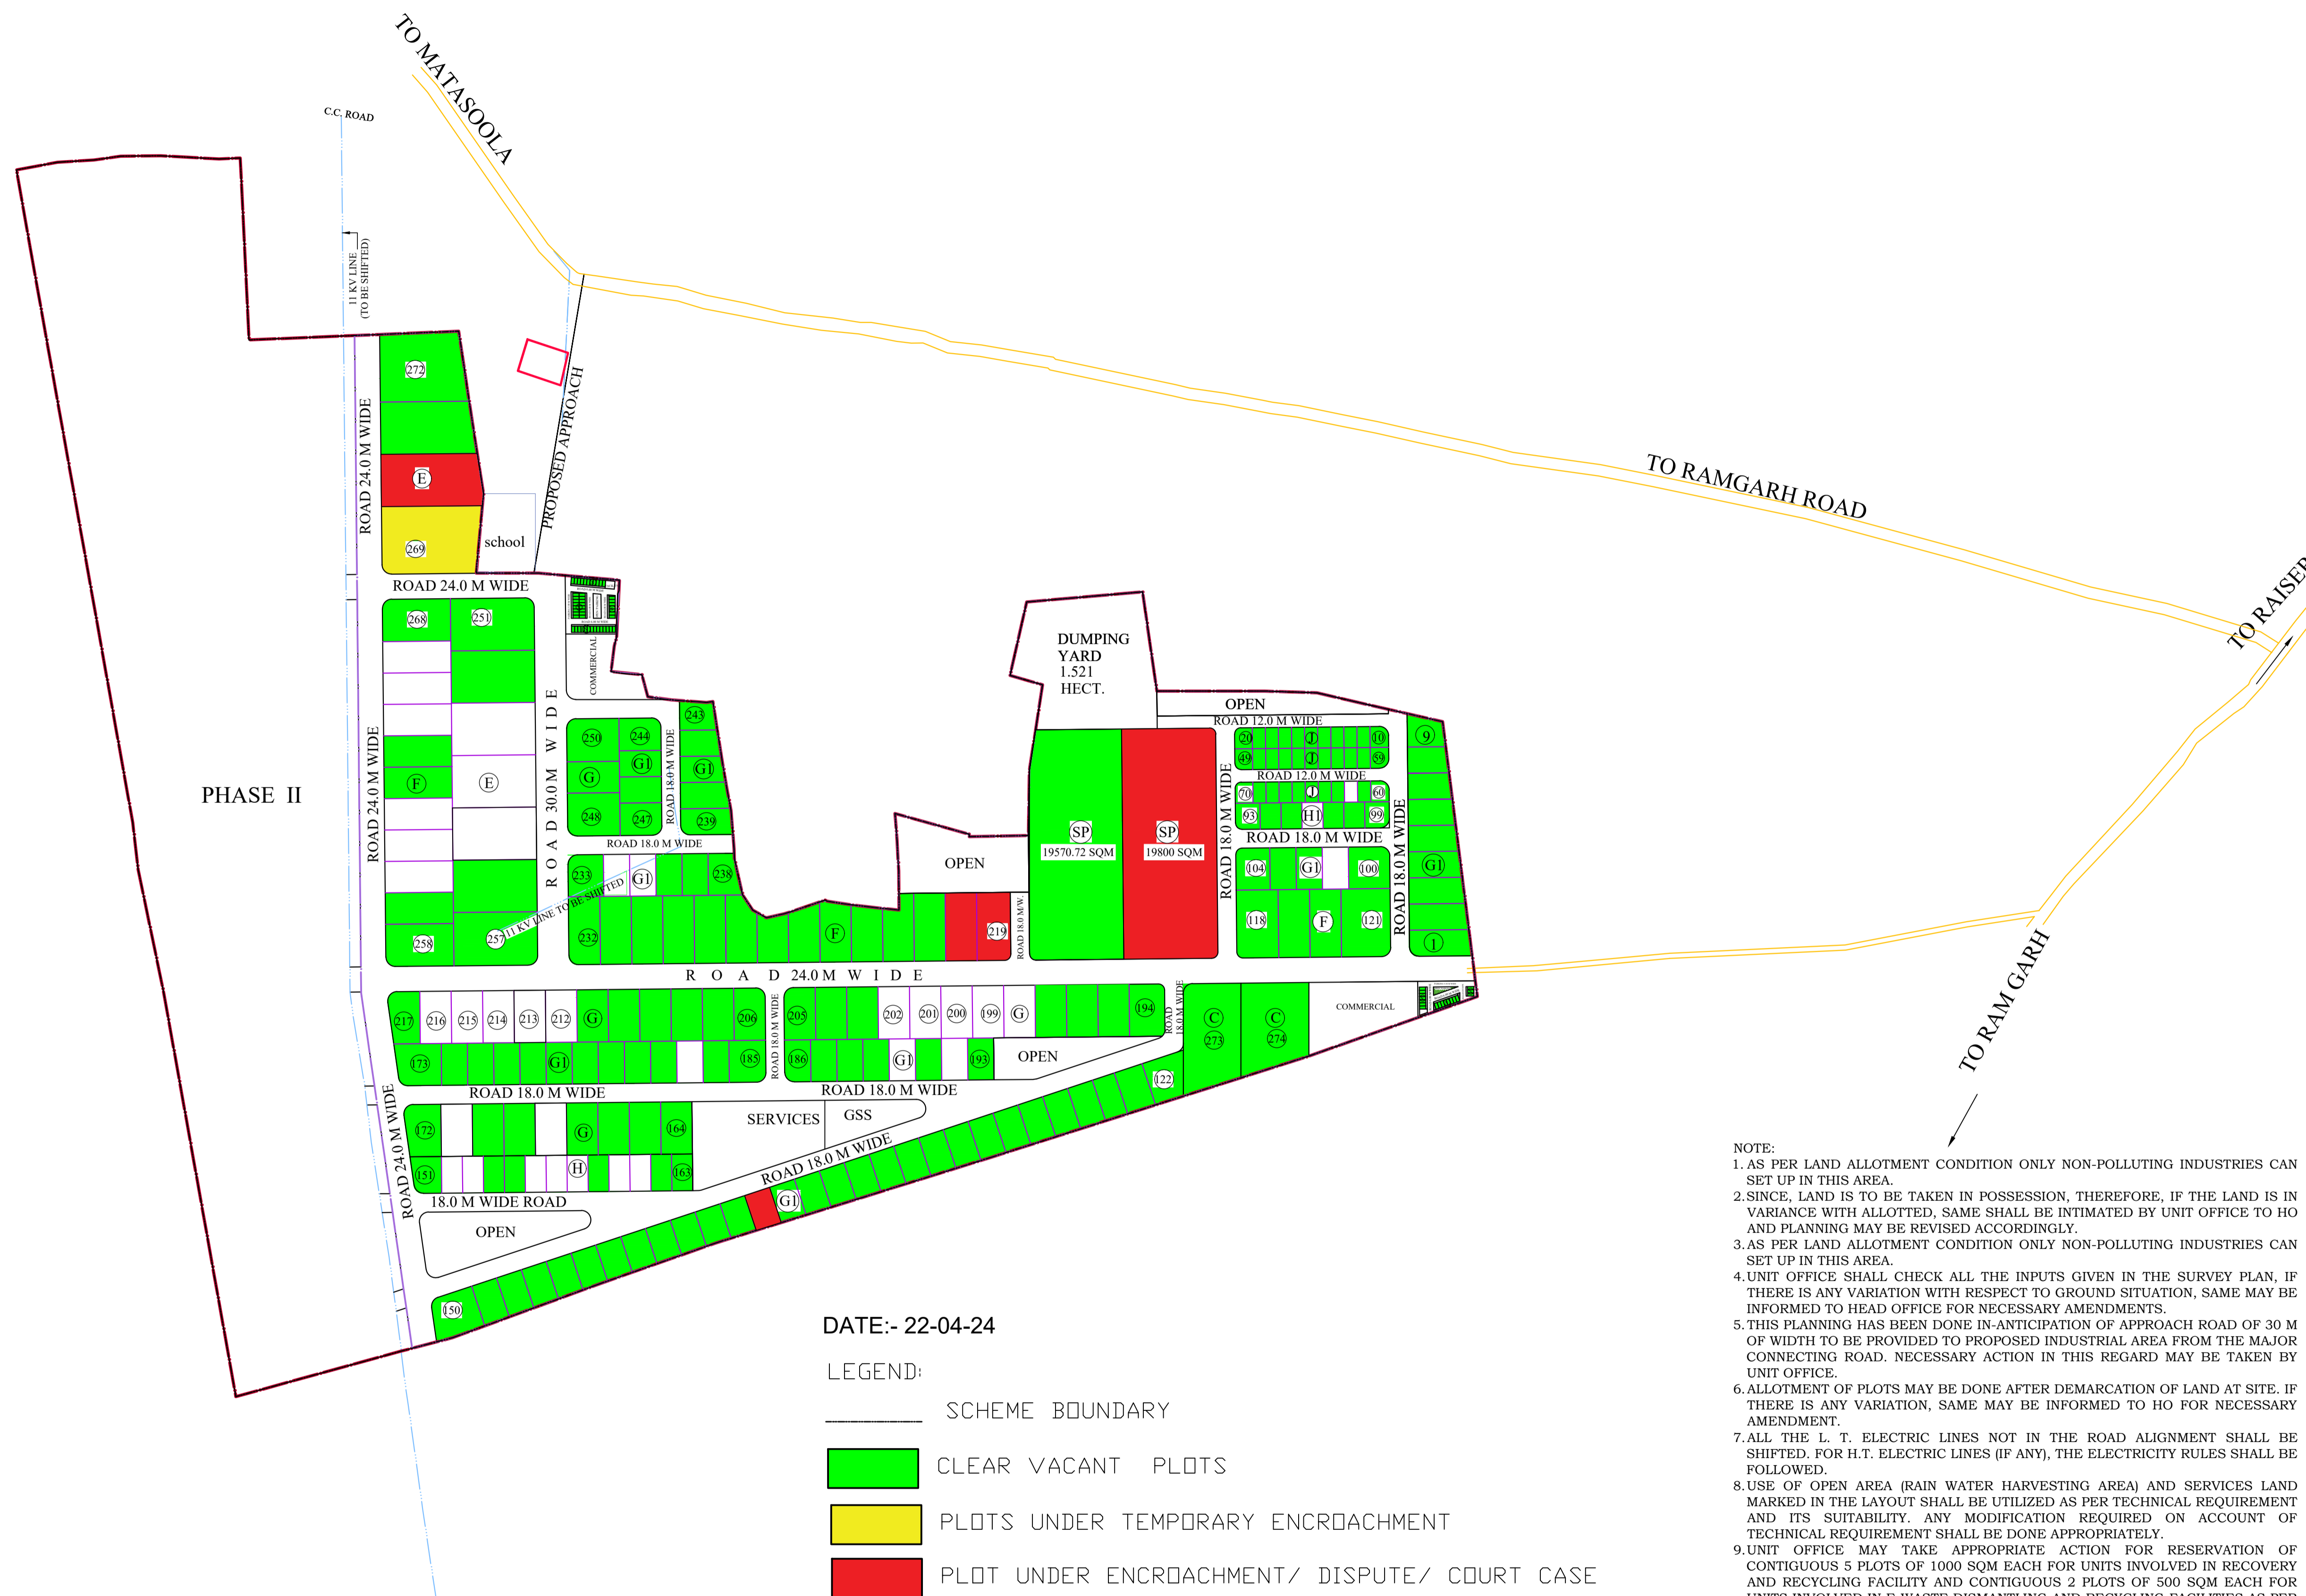 TO MATASOOLA
C.C. ROAD
11 KV LINE
(TO BE SHIFTED)
272
ROAD 24.0 M WIDE
E
269
school
PROPOSED APPROACH
TO RAMGARH ROAD
TO RAISER
TO RAM GARH
ROAD 24.0 M WIDE
268
251
COMMERCIAL
ROAD 24.0 M WIDE
F
E
ROAD 30.0 M WIDE
258
257
PHASE II
250
244
G
G1
248
247
ROAD 18.0 M WIDE
243
G1
239
ROAD 18.0 M WIDE
233
G1
238
11 KV LINE TO BE SHIFTED
232
F
219
ROAD 18.0 M/W.
OPEN
DUMPING
YARD
1.521
HECT.
SP
19570.72 SQM
SP
19800 SQM
OPEN
ROAD 12.0 M WIDE
20
J
10
49
J
59
ROAD 12.0 M WIDE
70
J
60
93
H1
99
ROAD 18.0 M WIDE
ROAD 18.0 M WIDE
104
G1
100
118
F
121
ROAD 18.0 M WIDE
9
G1
1
ROAD 24.0 M WIDE
217
216
215
214
213
212
G
206
173
G1
185
ROAD 18.0 M WIDE
205
202
201
200
199
G
194
186
G1
193
OPEN
ROAD
18.0 M WIDE
C
273
C
274
COMMERCIAL
122
ROAD 18.0 M WIDE
ROAD 18.0 M WIDE
ROAD 24.0 M WIDE
172
G
164
151
H
163
SERVICES
GSS
ROAD 18.0 M WIDE
18.0 M WIDE ROAD
OPEN
G1
150
DATE:- 22-04-24
LEGEND:
SCHEME BOUNDARY
CLEAR VACANT PLOTS
PLOTS UNDER TEMPORARY ENCROACHMENT
PLOT UNDER ENCROACHMENT/ DISPUTE/ COURT CASE
NOTE:
1. AS PER LAND ALLOTMENT CONDITION ONLY NON-POLLUTING INDUSTRIES CAN
SET UP IN THIS AREA.
2. SINCE, LAND IS TO BE TAKEN IN POSSESSION, THEREFORE, IF THE LAND IS IN
VARIANCE WITH ALLOTTED, SAME SHALL BE INTIMATED BY UNIT OFFICE TO HO
AND PLANNING MAY BE REVISED ACCORDINGLY.
3. AS PER LAND ALLOTMENT CONDITION ONLY NON-POLLUTING INDUSTRIES CAN
SET UP IN THIS AREA.
4. UNIT OFFICE SHALL CHECK ALL THE INPUTS GIVEN IN THE SURVEY PLAN, IF
THERE IS ANY VARIATION WITH RESPECT TO GROUND SITUATION, SAME MAY BE
INFORMED TO HEAD OFFICE FOR NECESSARY AMENDMENTS.
5. THIS PLANNING HAS BEEN DONE IN-ANTICIPATION OF APPROACH ROAD OF 30 M
OF WIDTH TO BE PROVIDED TO PROPOSED INDUSTRIAL AREA FROM THE MAJOR
CONNECTING ROAD. NECESSARY ACTION IN THIS REGARD MAY BE TAKEN BY
UNIT OFFICE.
6. ALLOTMENT OF PLOTS MAY BE DONE AFTER DEMARCATION OF LAND AT SITE. IF
THERE IS ANY VARIATION, SAME MAY BE INFORMED TO HO FOR NECESSARY
AMENDMENT.
7. ALL THE L. T. ELECTRIC LINES NOT IN THE ROAD ALIGNMENT SHALL BE
SHIFTED. FOR H.T. ELECTRIC LINES (IF ANY), THE ELECTRICITY RULES SHALL BE
FOLLOWED.
8. USE OF OPEN AREA (RAIN WATER HARVESTING AREA) AND SERVICES LAND
MARKED IN THE LAYOUT SHALL BE UTILIZED AS PER TECHNICAL REQUIREMENT
AND ITS SUITABILITY. ANY MODIFICATION REQUIRED ON ACCOUNT OF
TECHNICAL REQUIREMENT SHALL BE DONE APPROPRIATELY.
9. UNIT OFFICE MAY TAKE APPROPRIATE ACTION FOR RESERVATION OF
CONTIGUOUS 5 PLOTS OF 1000 SQM EACH FOR UNITS INVOLVED IN RECOVERY
AND RECYCLING FACILITY AND CONTIGUOUS 2 PLOTS OF 500 SQM EACH FOR
UNITS INVOLVED IN E-WASTE DISMANTLING AND RECYCLING FACILITIES AS PER